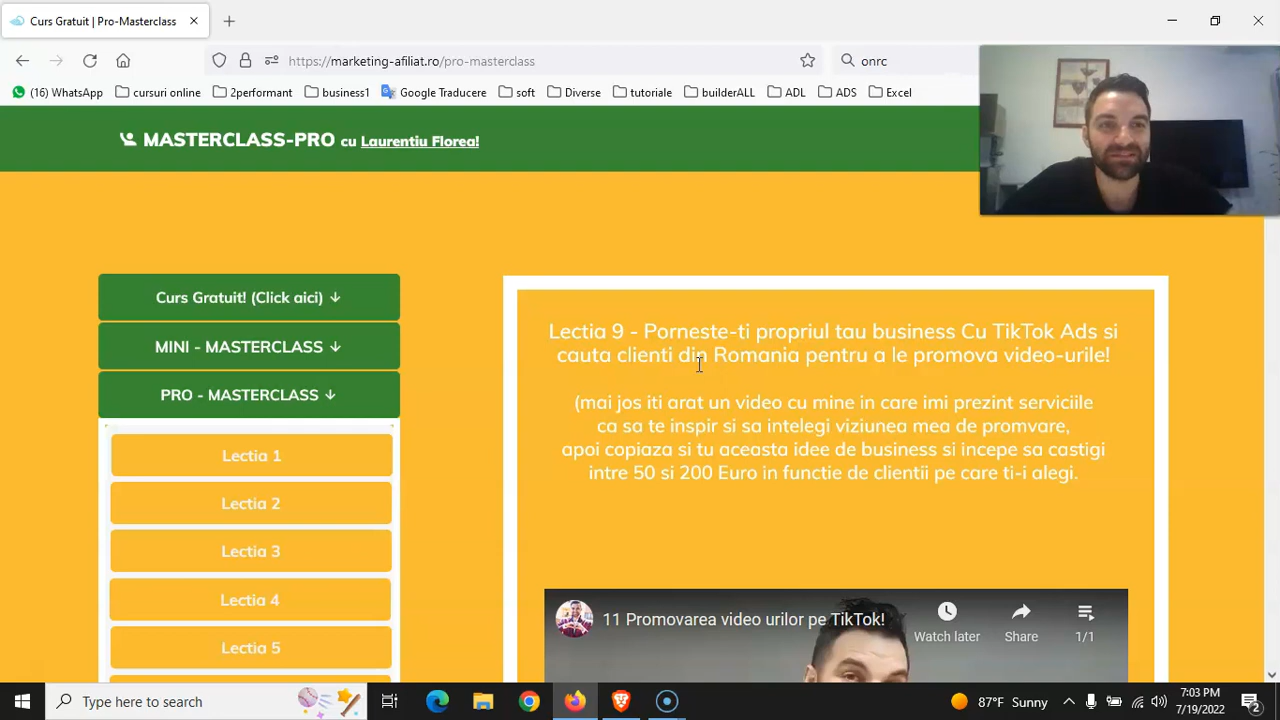 Curs Gratuit | Pro-Masterclass
https://marketing-afiliat.ro/pro-masterclass
onrc
(16) WhatsApp
cursuri online
2performant
business1
Google Traducere
soft
Diverse
tutoriale
builderALL
ADL
ADS
Excel
MASTERCLASS-PRO cu Laurentiu Florea!
Curs Gratuit! (Click aici) ↓
MINI - MASTERCLASS ↓
PRO - MASTERCLASS ↓
Lectia 1
Lectia 2
Lectia 3
Lectia 4
Lectia 5
Lectia 9 - Porneste-ti propriul tau business Cu TikTok Ads si
cauta clienti din Romania pentru a le promova video-urile!
(mai jos iti arat un video cu mine in care imi prezint serviciile
ca sa te inspir si sa intelegi viziunea mea de promvare,
apoi copiaza si tu aceasta idee de business si incepe sa castigi
intre 50 si 200 Euro in functie de clientii pe care ti-i alegi.
11 Promovarea video urilor pe TikTok!
Watch later
Share
1/1
Type here to search
87°F Sunny
7:03 PM
7/19/2022
2